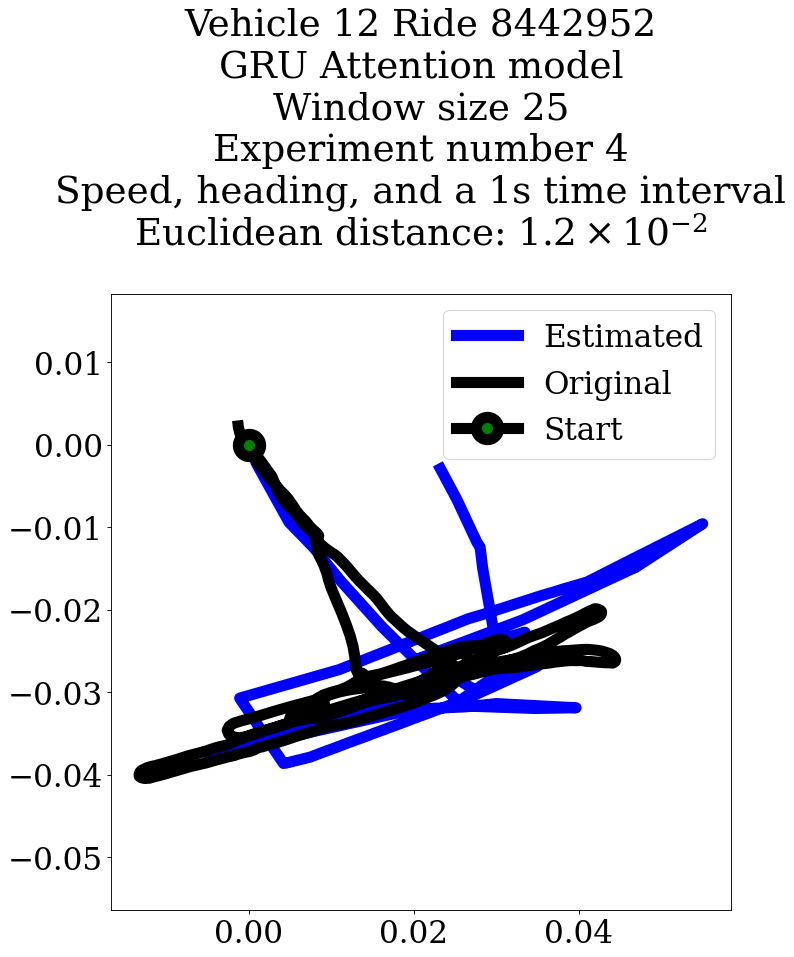 Vehicle 12 Ride 8442952
GRU Attention model
Window size 25
Experiment number 4
Speed, heading, and a 1s time interval
Euclidean distance: 1.2 × 10⁻²
Estimated
Original
Start
0.01
0.00
−0.01
−0.02
−0.03
−0.04
−0.05
0.00 0.02 0.04